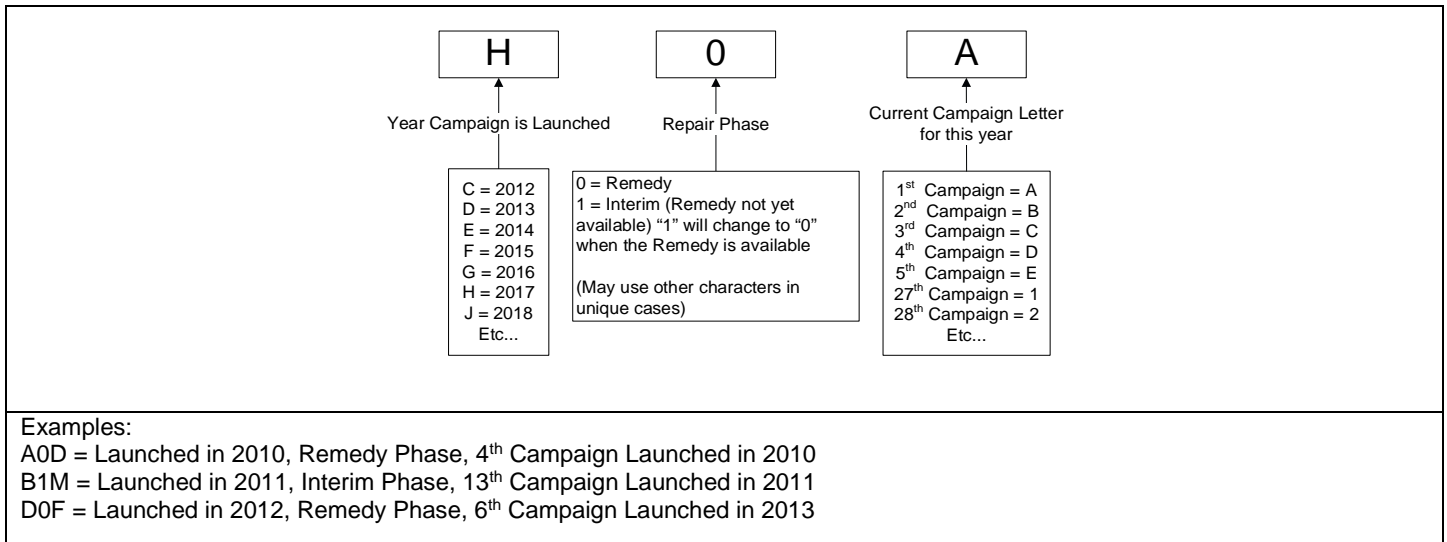 H
0
A
Year Campaign is Launched
Repair Phase
Current Campaign Letter
for this year
C = 2012
D = 2013
E = 2014
F = 2015
G = 2016
H = 2017
J = 2018
Etc...
0 = Remedy
1 = Interim (Remedy not yet
available) “1” will change to “0”
when the Remedy is available
(May use other characters in
unique cases)
1st Campaign = A
2nd Campaign = B
3rd Campaign = C
4th Campaign = D
5th Campaign = E
27th Campaign = 1
28th Campaign = 2
Etc...
Examples:
A0D = Launched in 2010, Remedy Phase, 4th Campaign Launched in 2010
B1M = Launched in 2011, Interim Phase, 13th Campaign Launched in 2011
D0F = Launched in 2012, Remedy Phase, 6th Campaign Launched in 2013